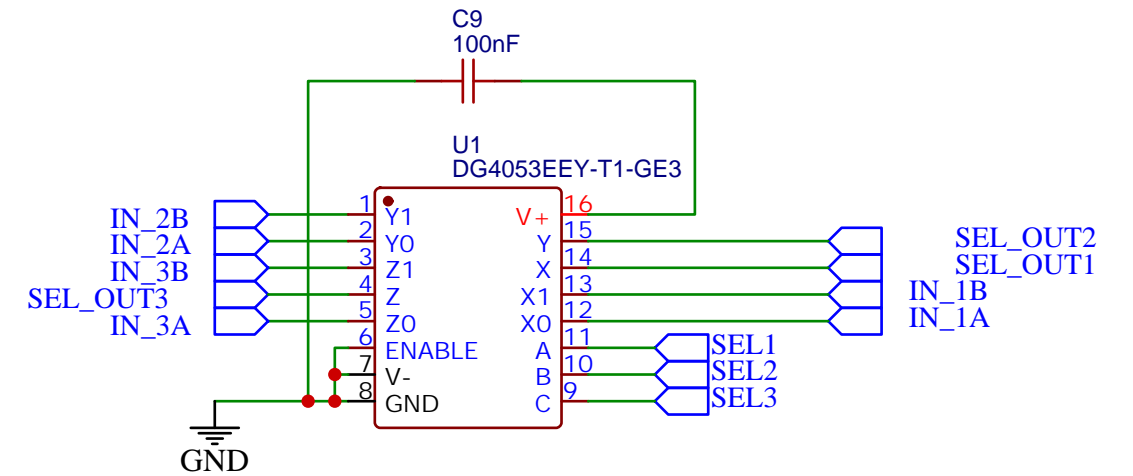 C9
100nF
U1
DG4053EEY-T1-GE3
IN_2B
IN_2A
IN_3B
SEL_OUT3
IN_3A
1 Y1
2 Y0
3 Z1
4 Z
5 Z0
6 ENABLE
7 V-
8 GND
V+ 16
Y 15
X 14
X1 13
X0 12
A 11
B 10
C 9
SEL_OUT2
SEL_OUT1
IN_1B
IN_1A
SEL1
SEL2
SEL3
GND